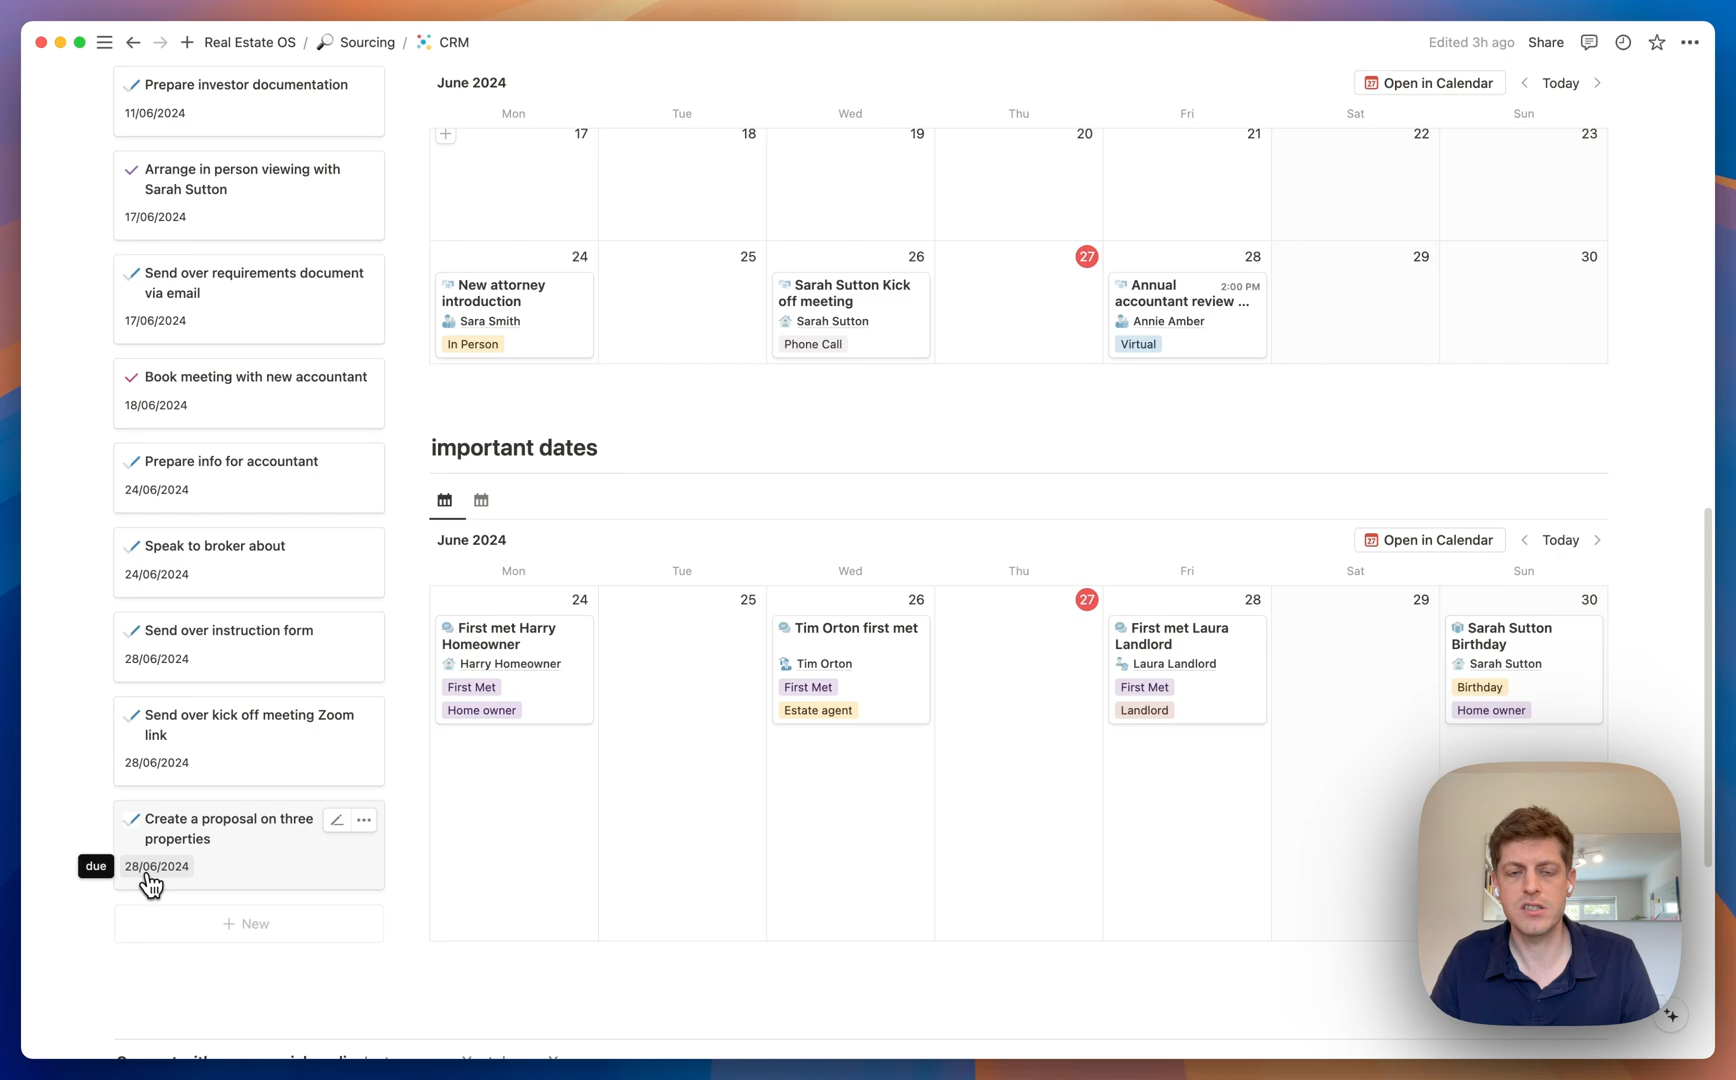 Real Estate OS / Sourcing / CRM
Edited 3h ago Share
Prepare investor documentation
11/06/2024
Arrange in person viewing with
Sarah Sutton
17/06/2024
Send over requirements document
via email
17/06/2024
Book meeting with new accountant
18/06/2024
Prepare info for accountant
24/06/2024
Speak to broker about
24/06/2024
Send over instruction form
28/06/2024
Send over kick off meeting Zoom
link
28/06/2024
Create a proposal on three
properties
due 28/06/2024
+ New
June 2024
27 Open in Calendar < Today >
Mon Tue Wed Thu Fri Sat Sun
+ 17 18 19 20 21 22 23
24 25 26 27 28 29 30
New attorney
introduction
Sara Smith
In Person
Sarah Sutton Kick
off meeting
Sarah Sutton
Phone Call
Annual 2:00 PM
accountant review ...
Annie Amber
Virtual
important dates
June 2024
27 Open in Calendar < Today >
Mon Tue Wed Thu Fri Sat Sun
24 25 26 27 28 29 30
First met Harry
Homeowner
Harry Homeowner
First Met
Home owner
Tim Orton first met
Tim Orton
First Met
Estate agent
First met Laura
Landlord
Laura Landlord
First Met
Landlord
Sarah Sutton
Birthday
Sarah Sutton
Birthday
Home owner